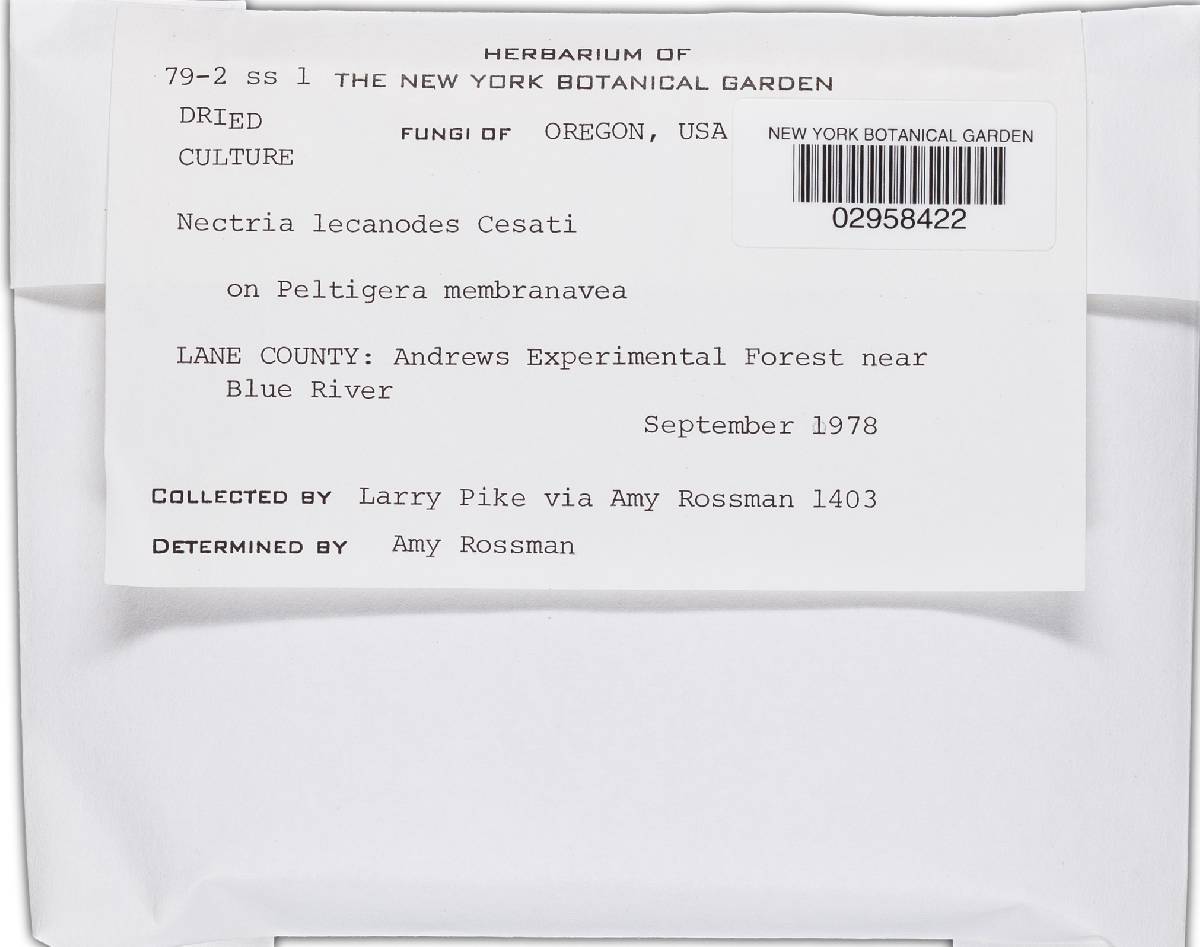 HERBARIUM OF
79-2 ss 1 THE NEW YORK BOTANICAL GARDEN
DRIED
CULTURE
FUNGI OF OREGON, USA
NEW YORK BOTANICAL GARDEN
02958422
Nectria lecanodes Cesati
on Peltigera membranavea
LANE COUNTY: Andrews Experimental Forest near
Blue River
September 1978
COLLECTED BY Larry Pike via Amy Rossman 1403
DETERMINED BY Amy Rossman